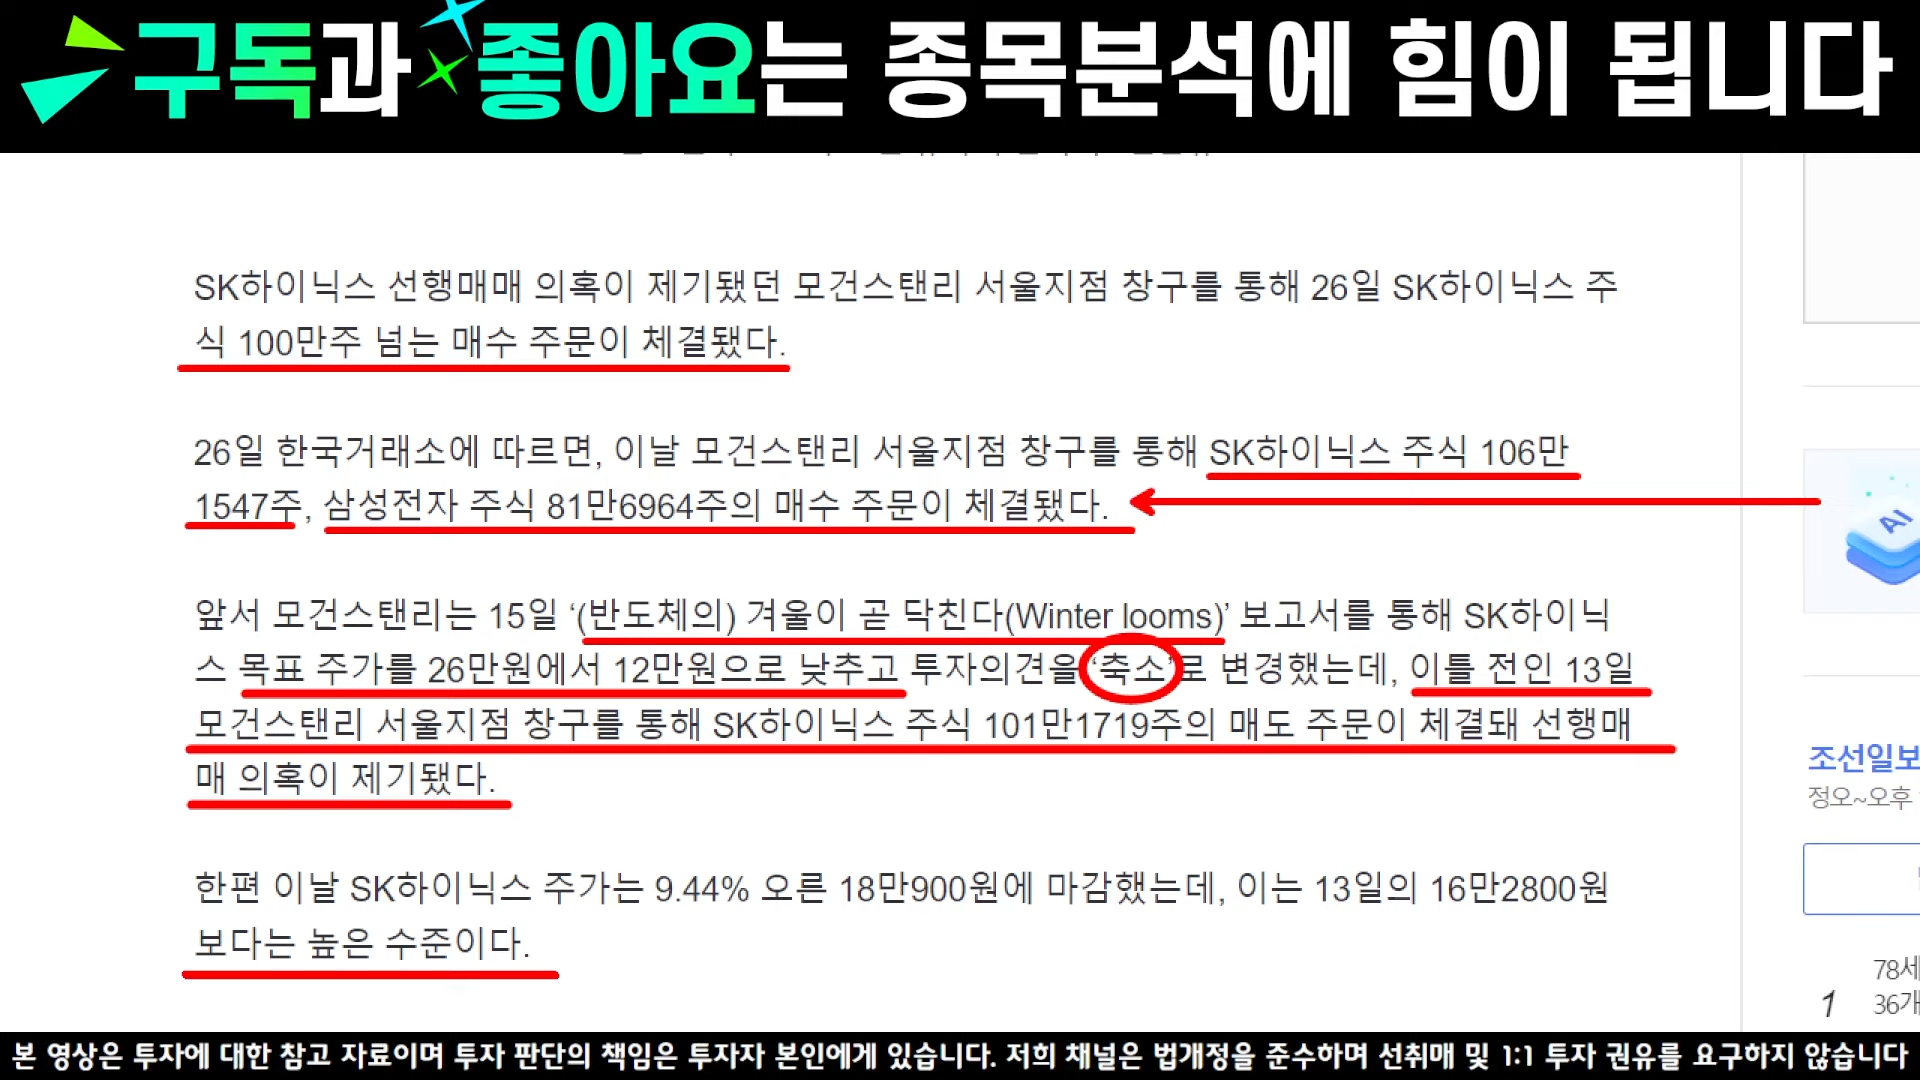 구독과 좋아요는 종목분석에 힘이 됩니다
SK하이닉스 선행매매 의혹이 제기됐던 모건스탠리 서울지점 창구를 통해 26일 SK하이닉스 주
식 100만주 넘는 매수 주문이 체결됐다.
26일 한국거래소에 따르면, 이날 모건스탠리 서울지점 창구를 통해 SK하이닉스 주식 106만
1547주, 삼성전자 주식 81만6964주의 매수 주문이 체결됐다.
AI
앞서 모건스탠리는 15일 ‘(반도체의) 겨울이 곧 닥친다(Winter looms)’ 보고서를 통해 SK하이닉
스 목표 주가를 26만원에서 12만원으로 낮추고 투자의견을 ‘축소’로 변경했는데, 이틀 전인 13일
모건스탠리 서울지점 창구를 통해 SK하이닉스 주식 101만1719주의 매도 주문이 체결돼 선행매
매 의혹이 제기됐다.
조선일보
정오~오후
한편 이날 SK하이닉스 주가는 9.44% 오른 18만900원에 마감했는데, 이는 13일의 16만2800원
보다는 높은 수준이다.
78세
1 36개
본 영상은 투자에 대한 참고 자료이며 투자 판단의 책임은 투자자 본인에게 있습니다. 저희 채널은 법개정을 준수하며 선취매 및 1:1 투자 권유를 요구하지 않습니다